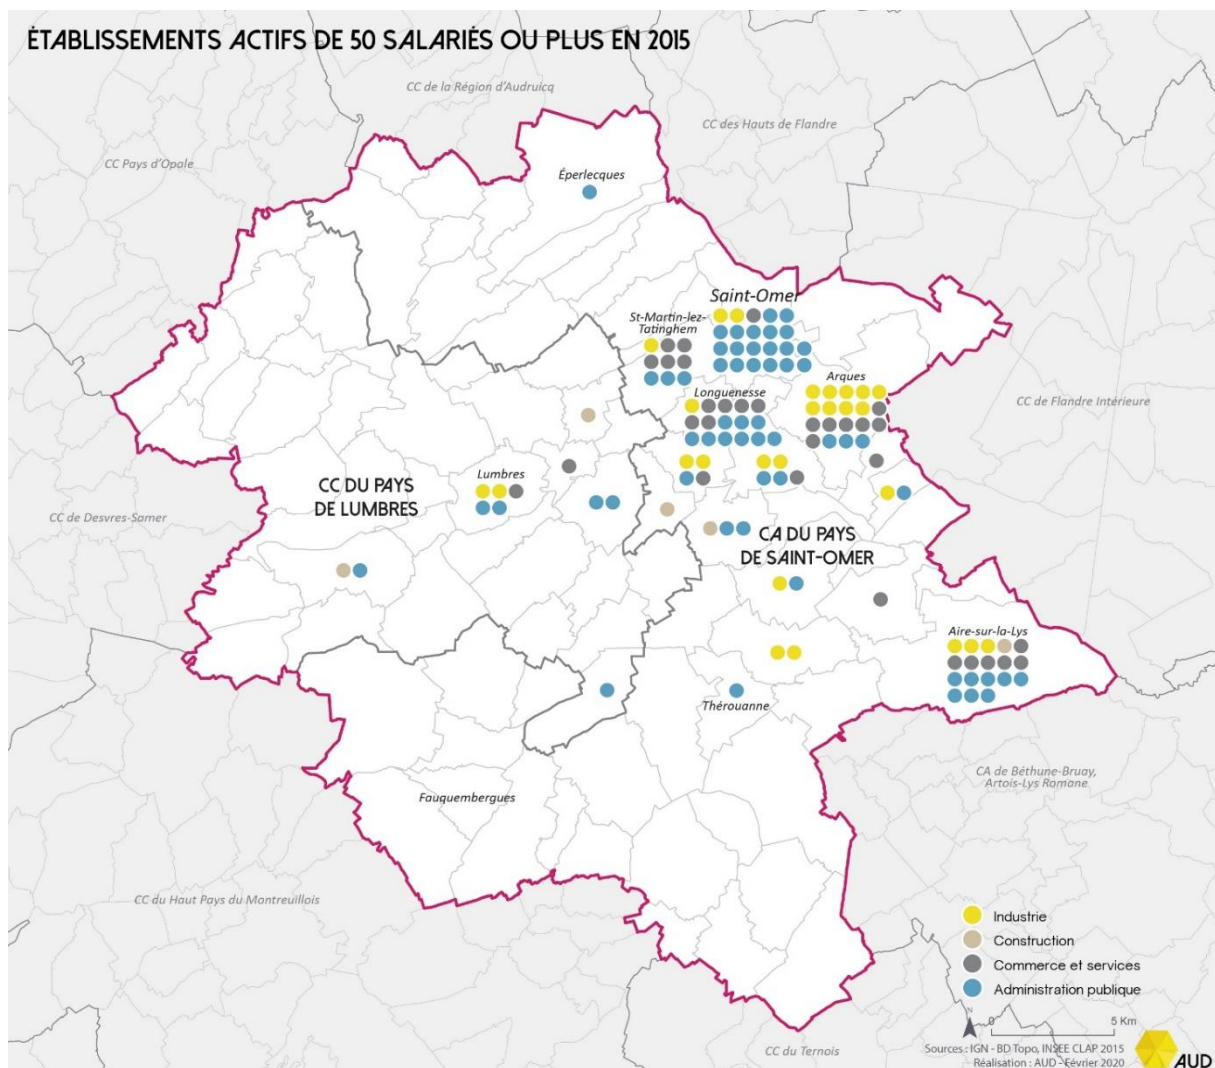 ÉTABLISSEMENTS ACTIFS DE 50 SALARIÉS OU PLUS EN 2015
CC de la Région d'Audruicq
CC des Hauts de Flandre
CC Pays d'Opale
Éperlecques
Saint-Omer
St-Martin-lez-
Tatinghem
Arques
Longuenesse
CC de Flandre Intérieure
Lumbres
CC DU PAYS
DE LUMBRES
CC de Desvres-Samer
CA DU PAYS
DE SAINT-OMER
Aire-sur-la-Lys
Thérouanne
CA de Béthune-Bruay,
Artois-Lys Romane
Fauquembergues
CC du Haut Pays du Montreuillois
Industrie
Construction
Commerce et services
Administration publique
N
0 5 Km
CC du Ternois
Sources : IGN - BD Topo, INSEE CLAP 2015
Réalisation : AUD - Février 2020
AUD